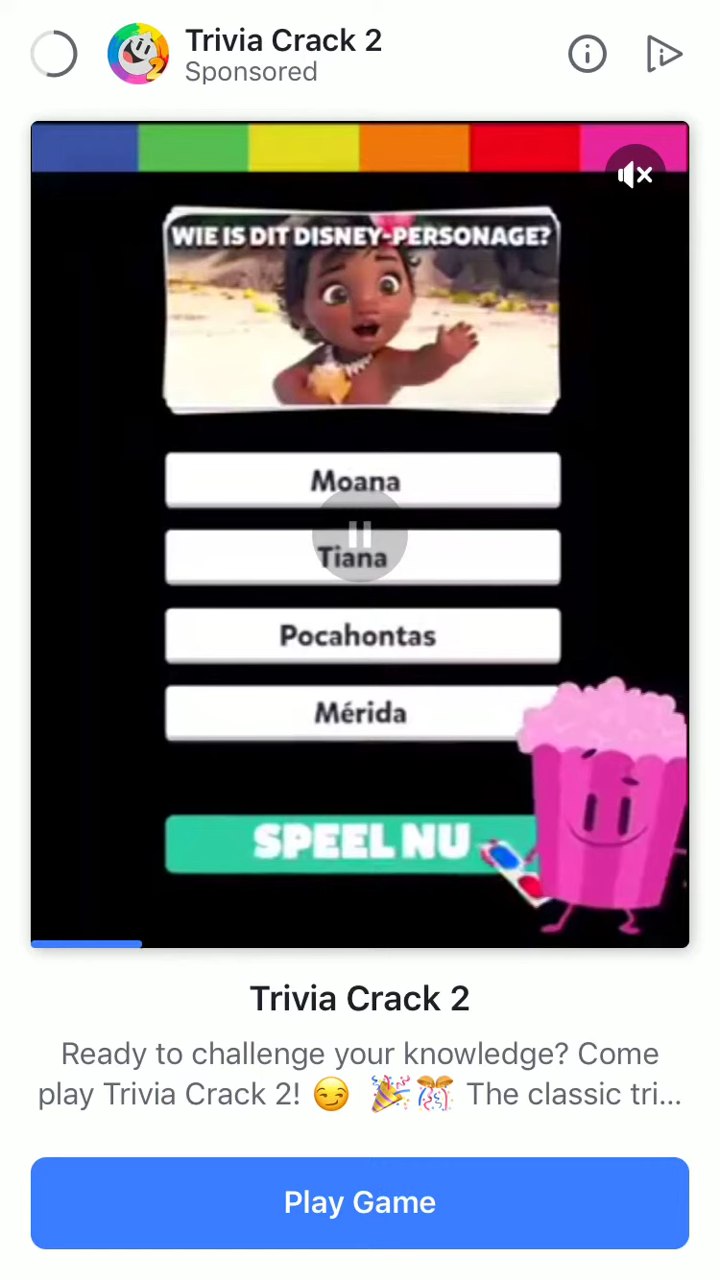 Trivia Crack 2
Sponsored
WIE IS DIT DISNEY-PERSONAGE?
Moana
Tiana
Pocahontas
Mérida
SPEEL NU
Trivia Crack 2
Ready to challenge your knowledge? Come
play Trivia Crack 2! 😏 🎉🎊 The classic tri...
Play Game